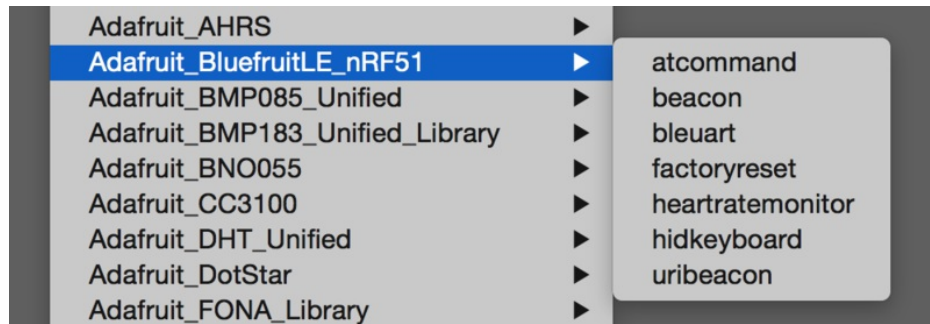 Adafruit_AHRS
Adafruit_BluefruitLE_nRF51
Adafruit_BMP085_Unified
Adafruit_BMP183_Unified_Library
Adafruit_BNO055
Adafruit_CC3100
Adafruit_DHT_Unified
Adafruit_DotStar
Adafruit_FONA_Library
atcommand
beacon
bleuart
factoryreset
heartratemonitor
hidkeyboard
uribeacon